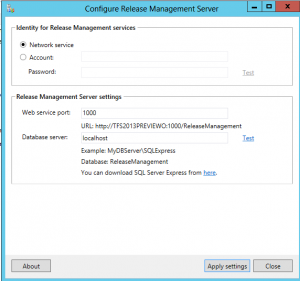 Configure Release Management Server
Identity for Release Management services
Network service
Account:
Password:
Test
Release Management Server settings
Web service port: 1000
URL: http://TFS2013PREVIEWO:1000/ReleaseManagement
Database server: localhost Test
Example: MyDBServer\SQLExpress
Database: ReleaseManagement
You can download SQL Server Express from here.
About Apply settings Close